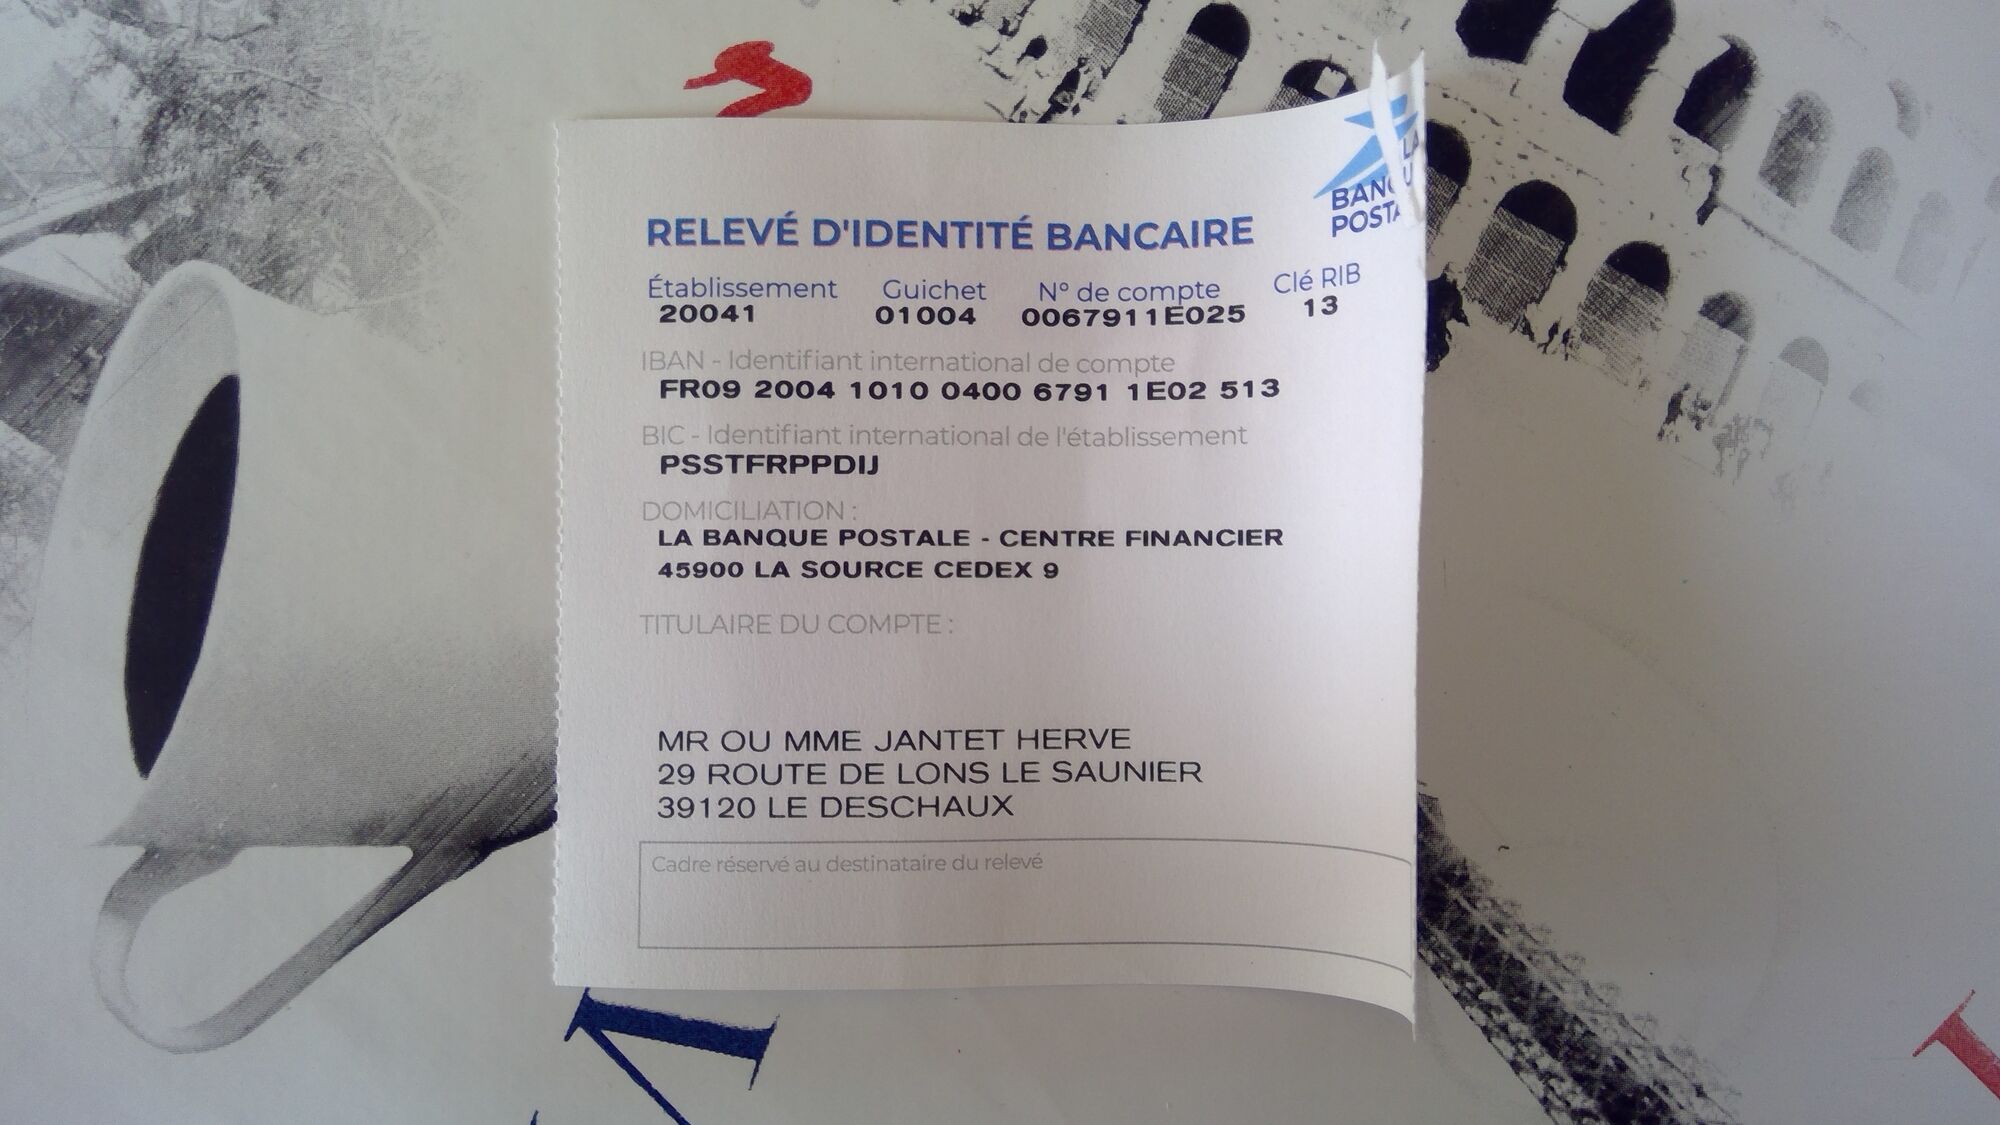 LA
BANQUE
POSTA
RELEVÉ D'IDENTITÉ BANCAIRE
Établissement Guichet N° de compte Clé RIB
20041 01004 0067911E025 13
IBAN - Identifiant international de compte
FR09 2004 1010 0400 6791 1E02 513
BIC - Identifiant international de l'établissement
PSSTFRPPDIJ
DOMICILIATION :
LA BANQUE POSTALE - CENTRE FINANCIER
45900 LA SOURCE CEDEX 9
TITULAIRE DU COMPTE :
MR OU MME JANTET HERVE
29 ROUTE DE LONS LE SAUNIER
39120 LE DESCHAUX
Cadre réservé au destinataire du relevé